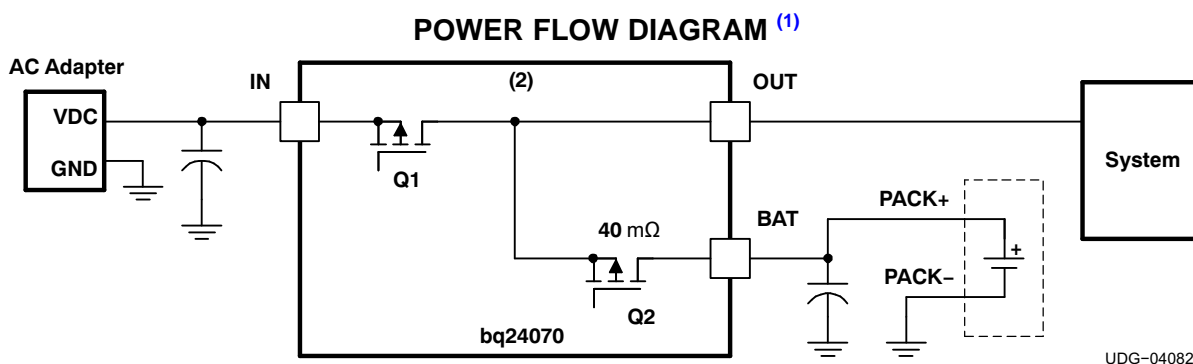 POWER FLOW DIAGRAM (1)
AC Adapter
VDC
GND
IN
(2)
OUT
Q1
System
40 mΩ
BAT
PACK+
+
PACK−
Q2
bq24070
UDG−04082